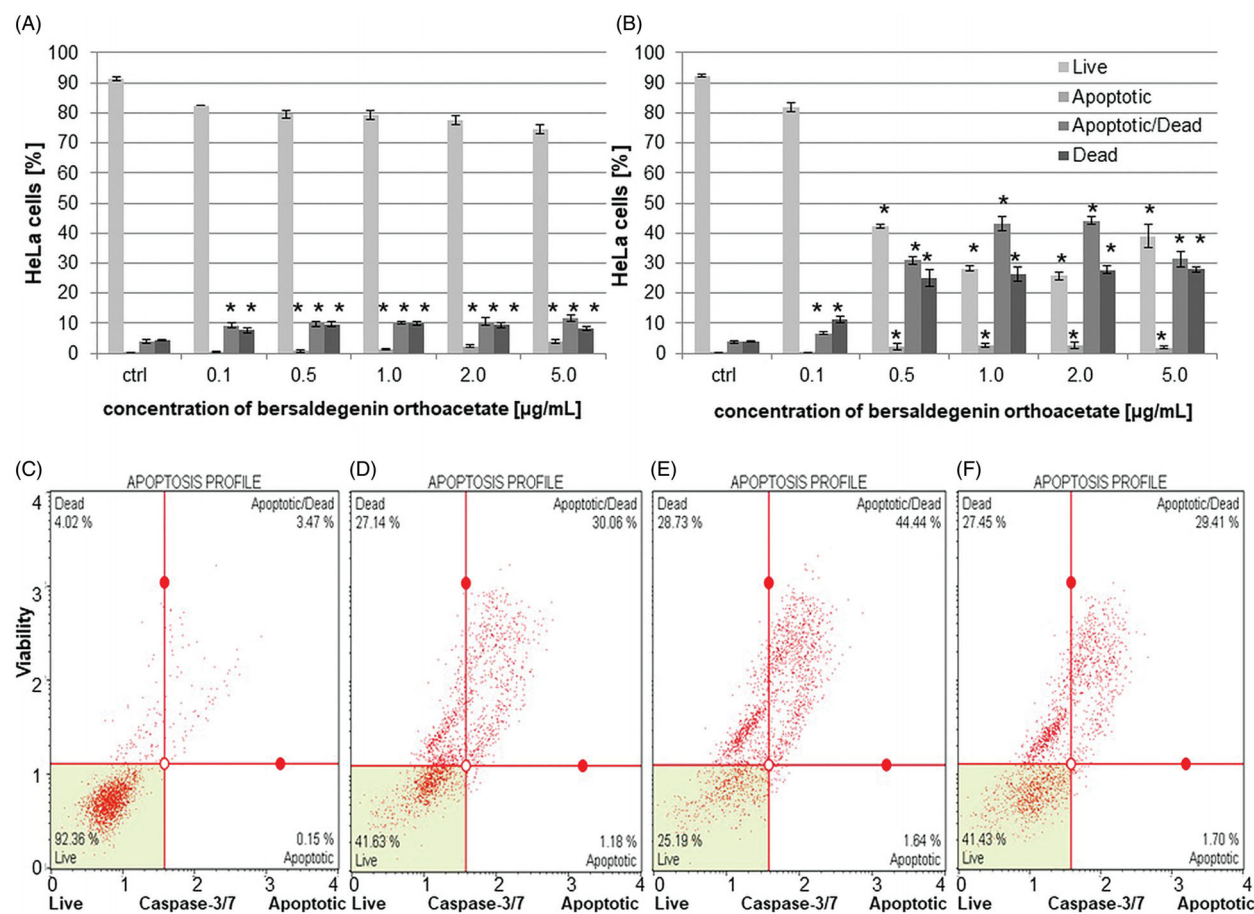 (A)
HeLa cells [%]
100
90
80
70
60
50
40
30
20
10
0
* * * * * * * * * * * * * *
ctrl 0.1 0.5 1.0 2.0 5.0
concentration of bersaldegenin orthoacetate [µg/mL]
(B)
HeLa cells [%]
100
90
80
70
60
50
40
30
20
10
0
Live
Apoptotic
Apoptotic/Dead
Dead
* * * * * * * * * * * * * * * * * *
ctrl 0.1 0.5 1.0 2.0 5.0
concentration of bersaldegenin orthoacetate [µg/mL]
(C)
APOPTOSIS PROFILE
Viability
4
3
2
1
0
Dead Apoptotic/Dead
4.02 % 3.47 %
92.36 % 0.15 %
Live Apoptotic
0 1 2 3 4
Live Caspase-3/7 Apoptotic
(D)
APOPTOSIS PROFILE
Dead Apoptotic/Dead
27.14 % 30.06 %
41.63 % 1.18 %
Live Apoptotic
0 1 2 3 4
Live Caspase-3/7 Apoptotic
(E)
APOPTOSIS PROFILE
Dead Apoptotic/Dead
28.73 % 44.44 %
25.19 % 1.64 %
Live Apoptotic
0 1 2 3 4
Live Caspase-3/7 Apoptotic
(F)
APOPTOSIS PROFILE
Dead Apoptotic/Dead
27.45 % 29.41 %
41.43 % 1.70 %
Live Apoptotic
0 1 2 3 4
Live Caspase-3/7 Apoptotic